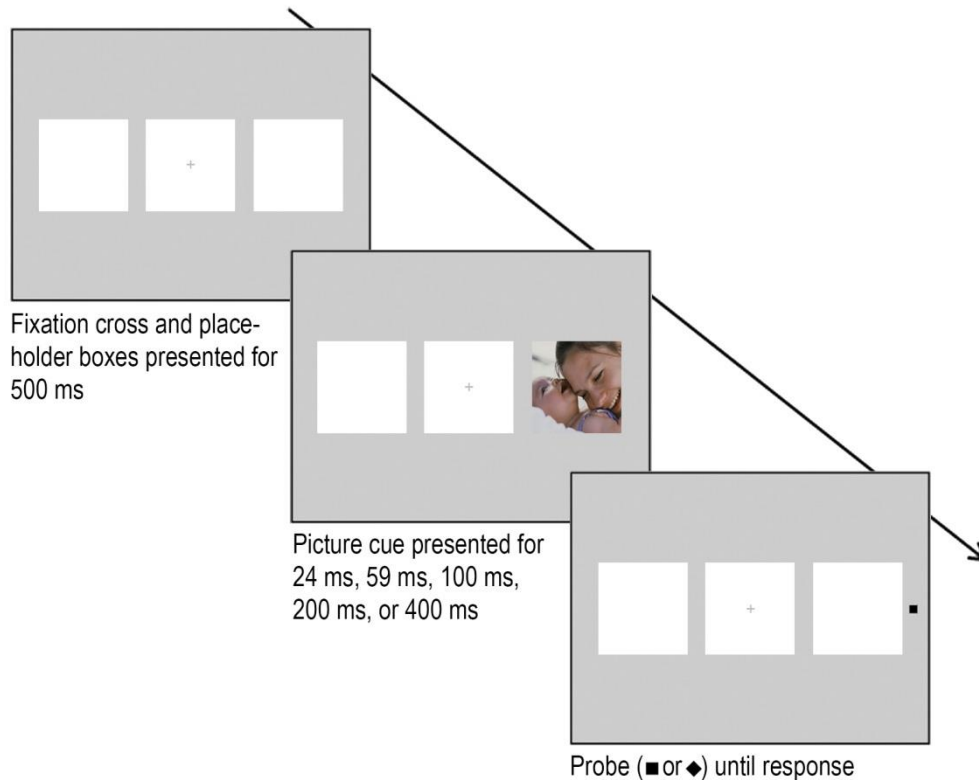 Fixation cross and place-
holder boxes presented for
500 ms
Picture cue presented for
24 ms, 59 ms, 100 ms,
200 ms, or 400 ms
Probe (■ or ◆) until response